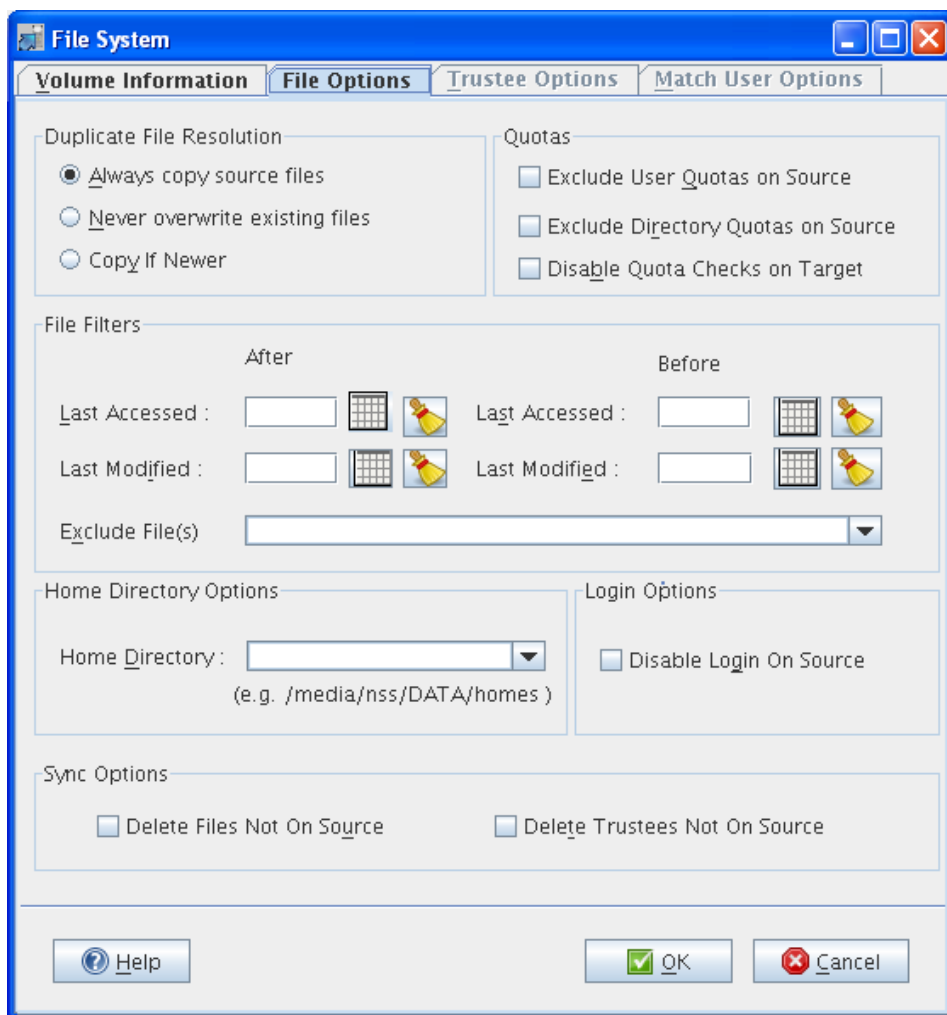 File System
Volume Information File Options Trustee Options Match User Options
Duplicate File Resolution
Always copy source files
Never overwrite existing files
Copy If Newer
Quotas
Exclude User Quotas on Source
Exclude Directory Quotas on Source
Disable Quota Checks on Target
File Filters
After
Before
Last Accessed :
Last Accessed :
Last Modified :
Last Modified :
Exclude File(s)
Home Directory Options
Home Directory :
(e.g. /media/nss/DATA/homes )
Login Options
Disable Login On Source
Sync Options
Delete Files Not On Source
Delete Trustees Not On Source
Help
OK
Cancel